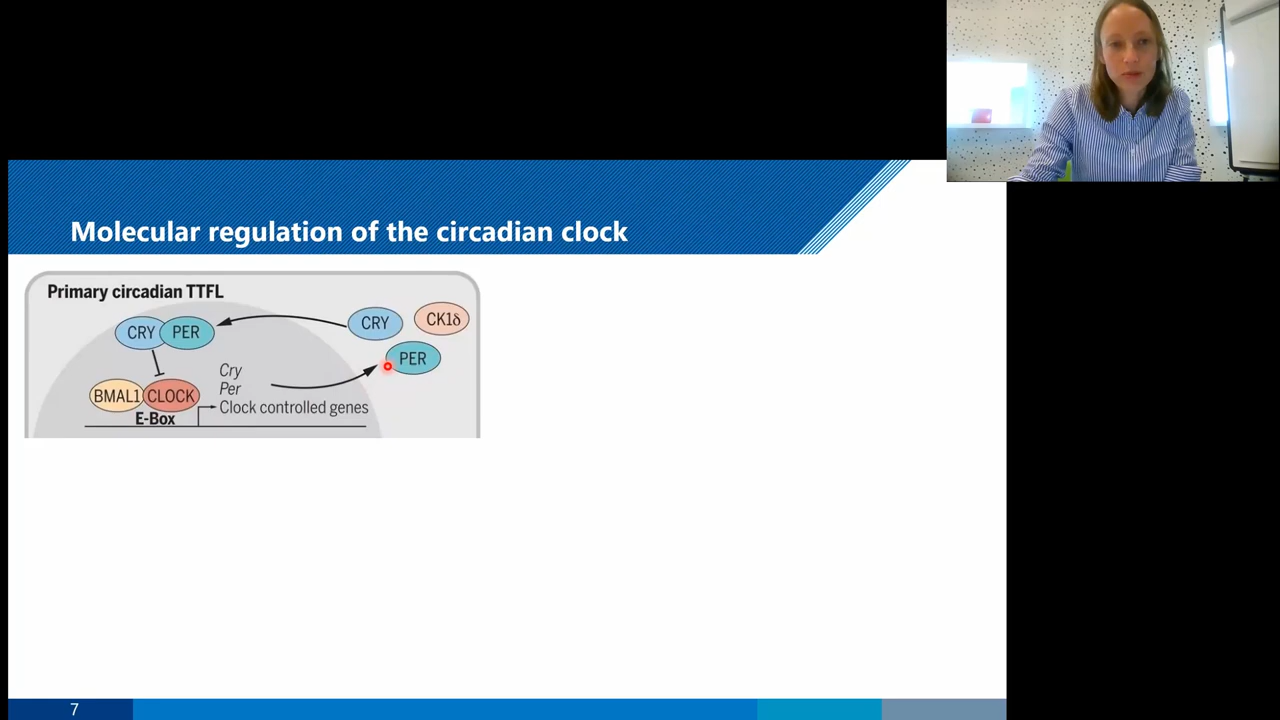 Molecular regulation of the circadian clock
Primary circadian TTFL
CRY PER
CRY
CK1δ
PER
Cry
Per
Clock controlled genes
BMAL1 CLOCK
E-Box
7